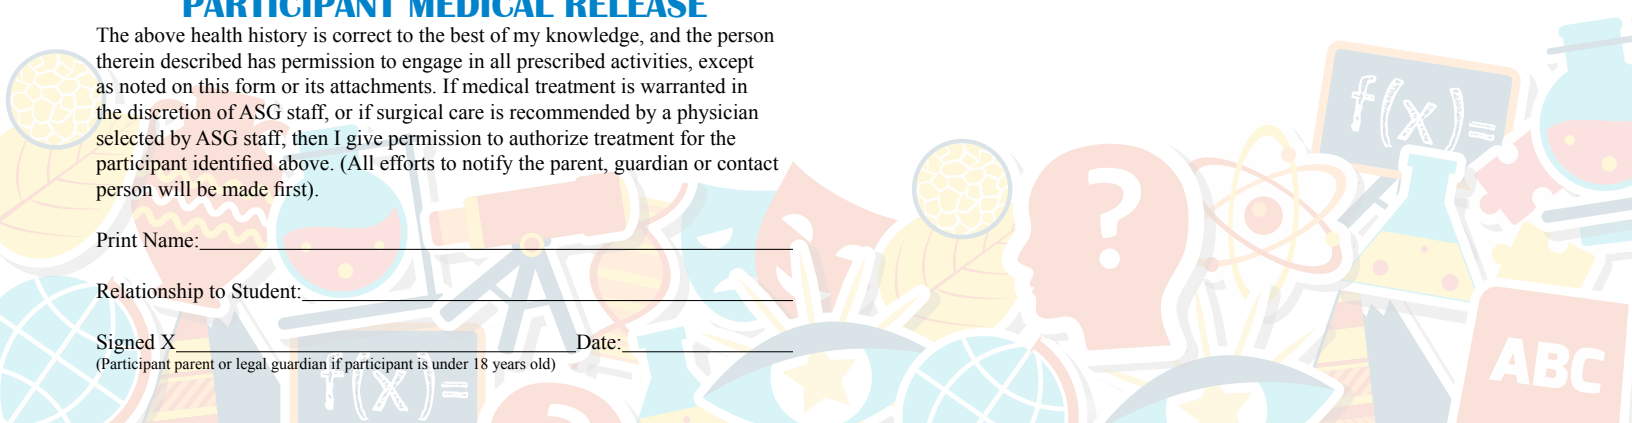 PARTICIPANT MEDICAL RELEASE
The above health history is correct to the best of my knowledge, and the person
therein described has permission to engage in all prescribed activities, except
as noted on this form or its attachments. If medical treatment is warranted in
the discretion of ASG staff, or if surgical care is recommended by a physician
selected by ASG staff, then I give permission to authorize treatment for the
participant identified above. (All efforts to notify the parent, guardian or contact
person will be made first).
Print Name:
Relationship to Student:
Signed X Date:
(Participant parent or legal guardian if participant is under 18 years old)
f(x)=
?
ABC
f(x)=
?